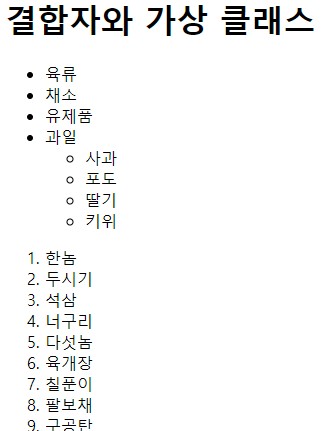 결합자와 가상 클래스
육류
채소
유제품
과일
사과
포도
딸기
키위
1. 한놈
2. 두시기
3. 석삼
4. 너구리
5. 다섯놈
6. 육개장
7. 칠푼이
8. 팔보채
9. 구공탄